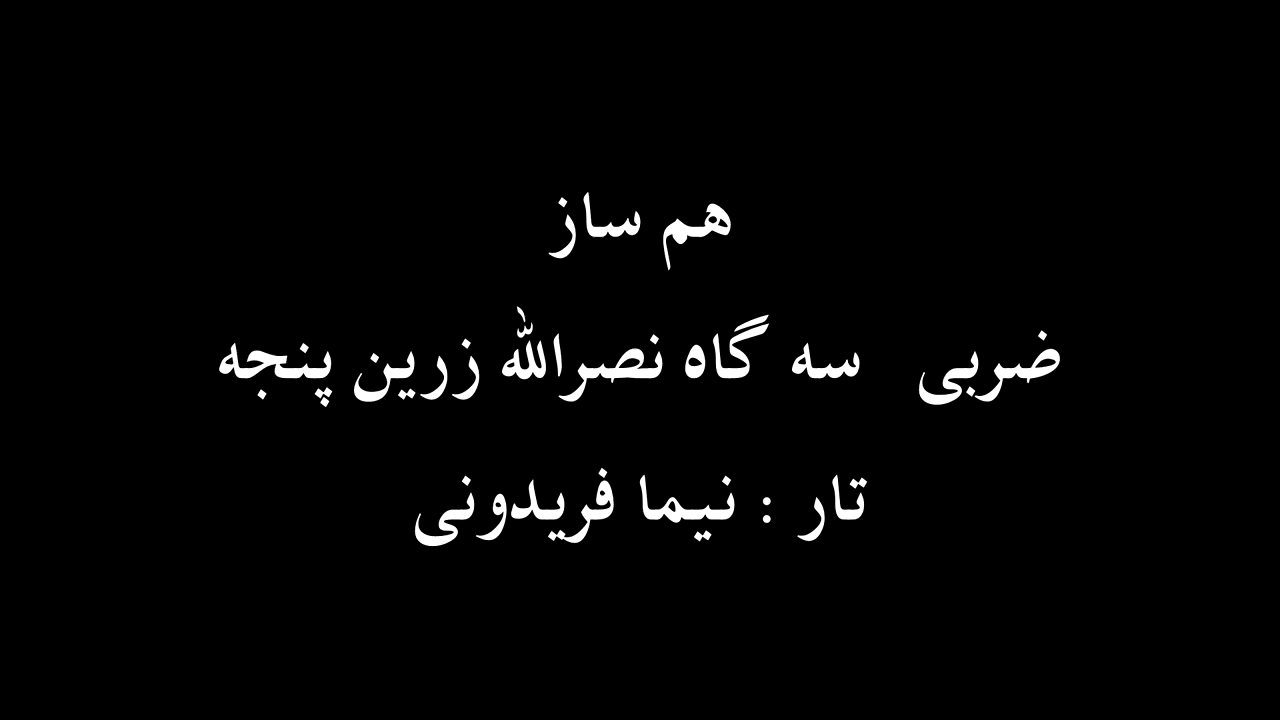 هم ساز
ضربی سه گاه نصرالله زرین پنجه
تار : نیما فریدونی